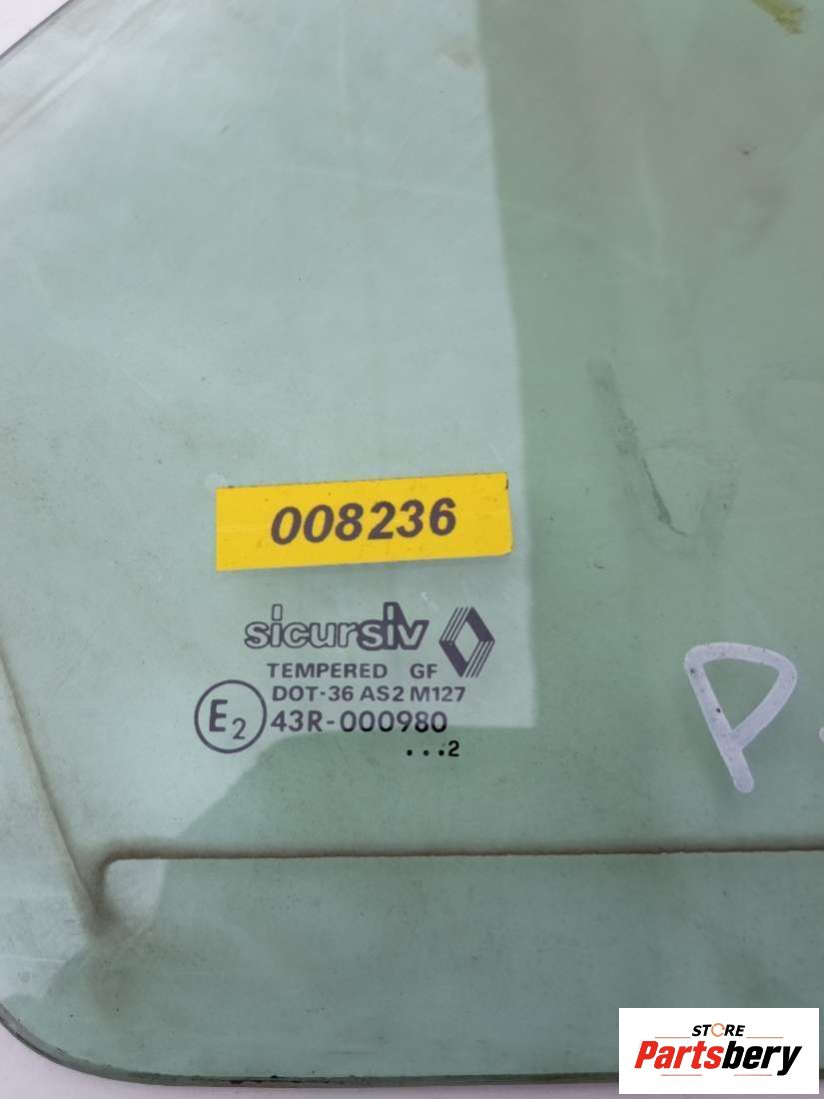 008236
sicursiv
TEMPERED GF
DOT-36 AS2 M127
E2 43R-000980
...2
P.
STORE
Partsbery